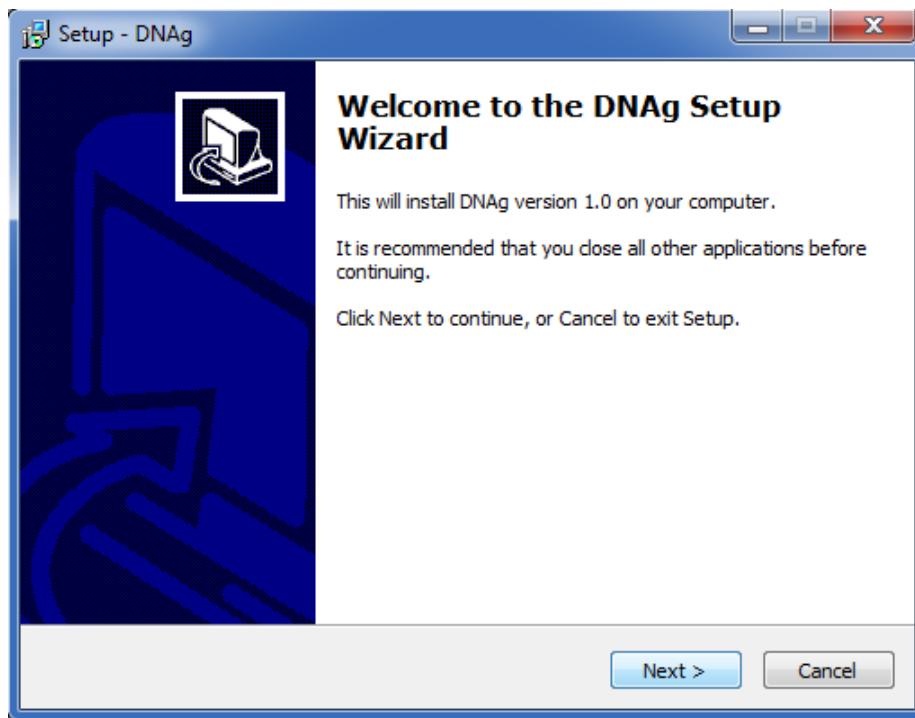 Setup - DNAg
Welcome to the DNAg Setup
Wizard
This will install DNAg version 1.0 on your computer.
It is recommended that you close all other applications before
continuing.
Click Next to continue, or Cancel to exit Setup.
Next >
Cancel